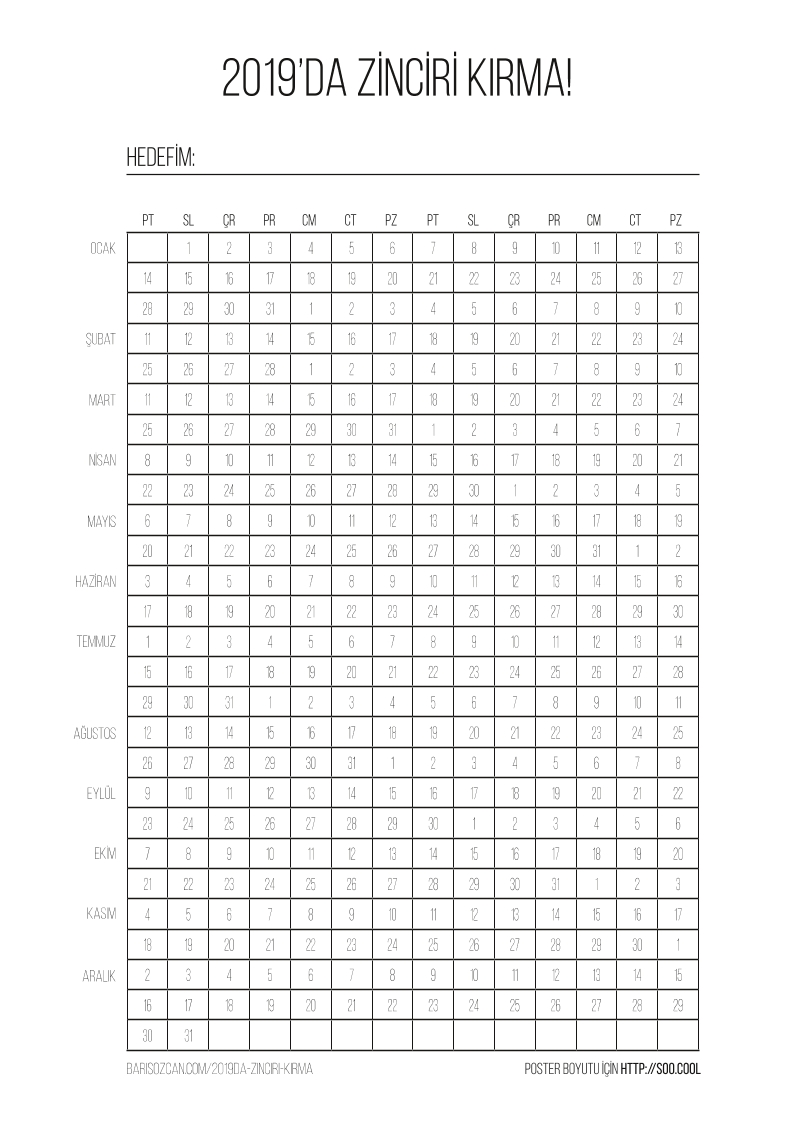 2019'DA ZİNCİRİ KIRMA!
HEDEFİM:
PT SL ÇR PR CM CT PZ PT SL ÇR PR CM CT PZ
OCAK 1 2 3 4 5 6 7 8 9 10 11 12 13
14 15 16 17 18 19 20 21 22 23 24 25 26 27
28 29 30 31 1 2 3 4 5 6 7 8 9 10
ŞUBAT 11 12 13 14 15 16 17 18 19 20 21 22 23 24
25 26 27 28 1 2 3 4 5 6 7 8 9 10
MART 11 12 13 14 15 16 17 18 19 20 21 22 23 24
25 26 27 28 29 30 31 1 2 3 4 5 6 7
NİSAN 8 9 10 11 12 13 14 15 16 17 18 19 20 21
22 23 24 25 26 27 28 29 30 1 2 3 4 5
MAYIS 6 7 8 9 10 11 12 13 14 15 16 17 18 19
20 21 22 23 24 25 26 27 28 29 30 31 1 2
HAZİRAN 3 4 5 6 7 8 9 10 11 12 13 14 15 16
17 18 19 20 21 22 23 24 25 26 27 28 29 30
TEMMUZ 1 2 3 4 5 6 7 8 9 10 11 12 13 14
15 16 17 18 19 20 21 22 23 24 25 26 27 28
29 30 31 1 2 3 4 5 6 7 8 9 10 11
AĞUSTOS 12 13 14 15 16 17 18 19 20 21 22 23 24 25
26 27 28 29 30 31 1 2 3 4 5 6 7 8
EYLÜL 9 10 11 12 13 14 15 16 17 18 19 20 21 22
23 24 25 26 27 28 29 30 1 2 3 4 5 6
EKİM 7 8 9 10 11 12 13 14 15 16 17 18 19 20
21 22 23 24 25 26 27 28 29 30 31 1 2 3
KASIM 4 5 6 7 8 9 10 11 12 13 14 15 16 17
18 19 20 21 22 23 24 25 26 27 28 29 30 1
ARALIK 2 3 4 5 6 7 8 9 10 11 12 13 14 15
16 17 18 19 20 21 22 23 24 25 26 27 28 29
30 31
BARISOZCAN.COM/2019DA-ZINCIRI-KIRMA POSTER BOYUTU İÇİN HTTP://SOO.COOL